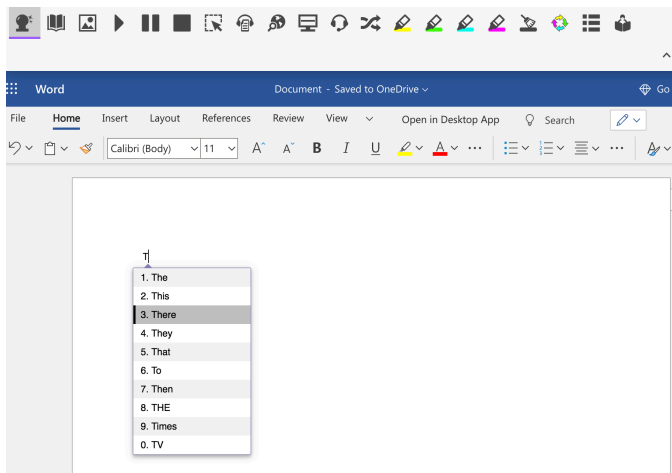 Word Document - Saved to OneDrive Go
File Home Insert Layout References Review View Open in Desktop App Search
Calibri (Body) 11 A A B I U A A
T
1. The
2. This
3. There
4. They
5. That
6. To
7. Then
8. THE
9. Times
0. TV